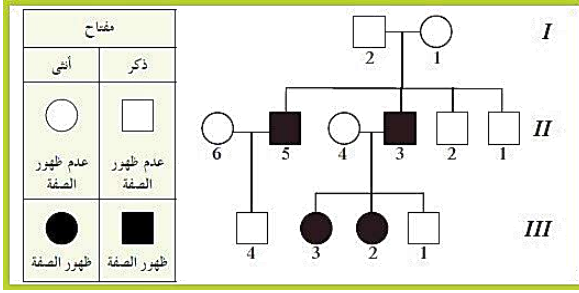 مفتاح
ذكر أنثى
عدم ظهور الصفة عدم ظهور الصفة
ظهور الصفة ظهور الصفة
I
2 1
II
6 5 4 3 2 1
III
4 3 2 1